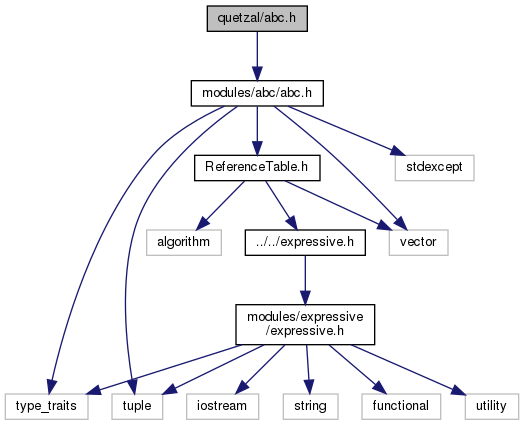 quetzal/abc.h
modules/abc/abc.h
ReferenceTable.h
stdexcept
algorithm
../../expressive.h
vector
modules/expressive
/expressive.h
type_traits
tuple
iostream
string
functional
utility